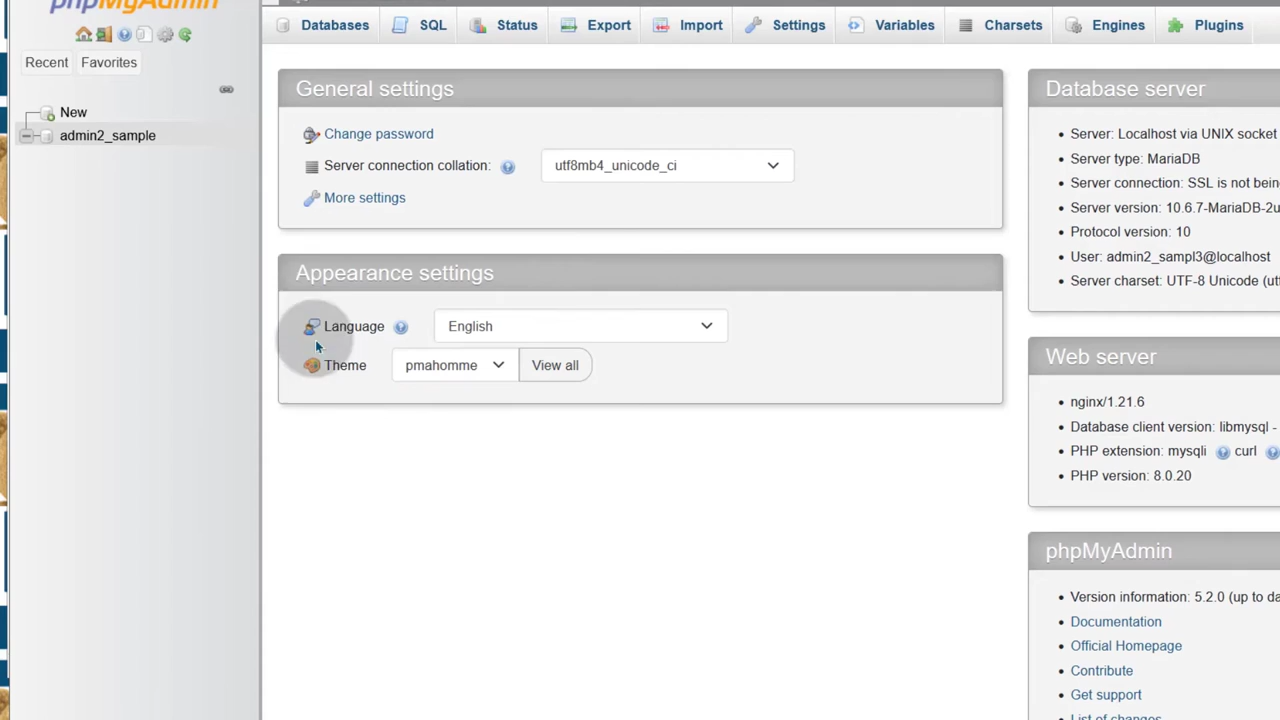 phpMyAdmin
Databases
SQL
Status
Export
Import
Settings
Variables
Charsets
Engines
Plugins
Recent
Favorites
New
admin2_sample
General settings
Change password
Server connection collation:
utf8mb4_unicode_ci
More settings
Appearance settings
Language
English
Theme
pmahomme
View all
Database server
Server: Localhost via UNIX socket
Server type: MariaDB
Server connection: SSL is not bein
Server version: 10.6.7-MariaDB-2u
Protocol version: 10
User: admin2_sampl3@localhost
Server charset: UTF-8 Unicode (ut
Web server
nginx/1.21.6
Database client version: libmysql -
PHP extension: mysqli curl
PHP version: 8.0.20
phpMyAdmin
Version information: 5.2.0 (up to da
Documentation
Official Homepage
Contribute
Get support
List of changes